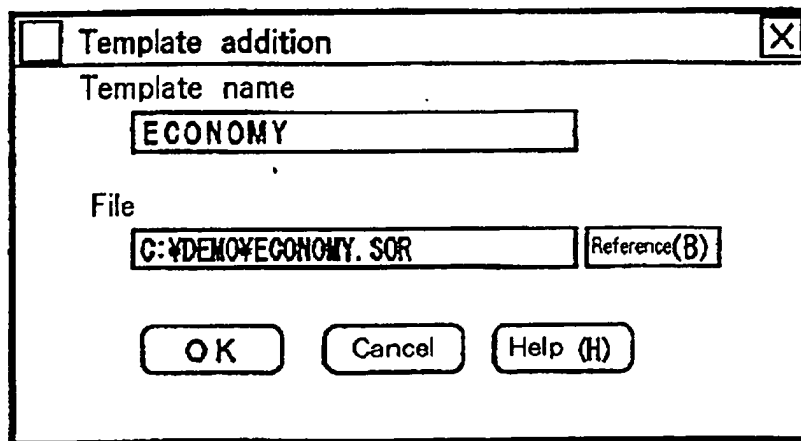 Template addition
Template name
ECONOMY
File
C:¥DEMO¥ECONOMY.SOR Reference(B)
OK Cancel Help (H)